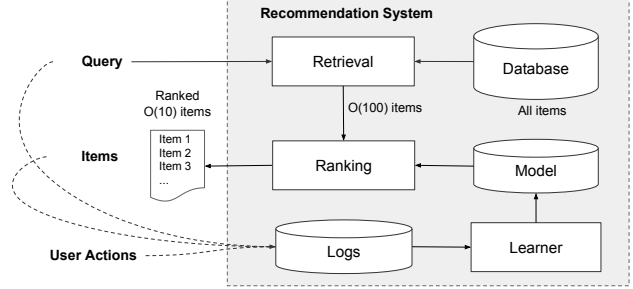 Recommendation System
Query
Retrieval
Database
Ranked
O(10) items
O(100) items
All items
Item 1
Item 2
Item 3
...
Items
Ranking
Model
User Actions
Logs
Learner